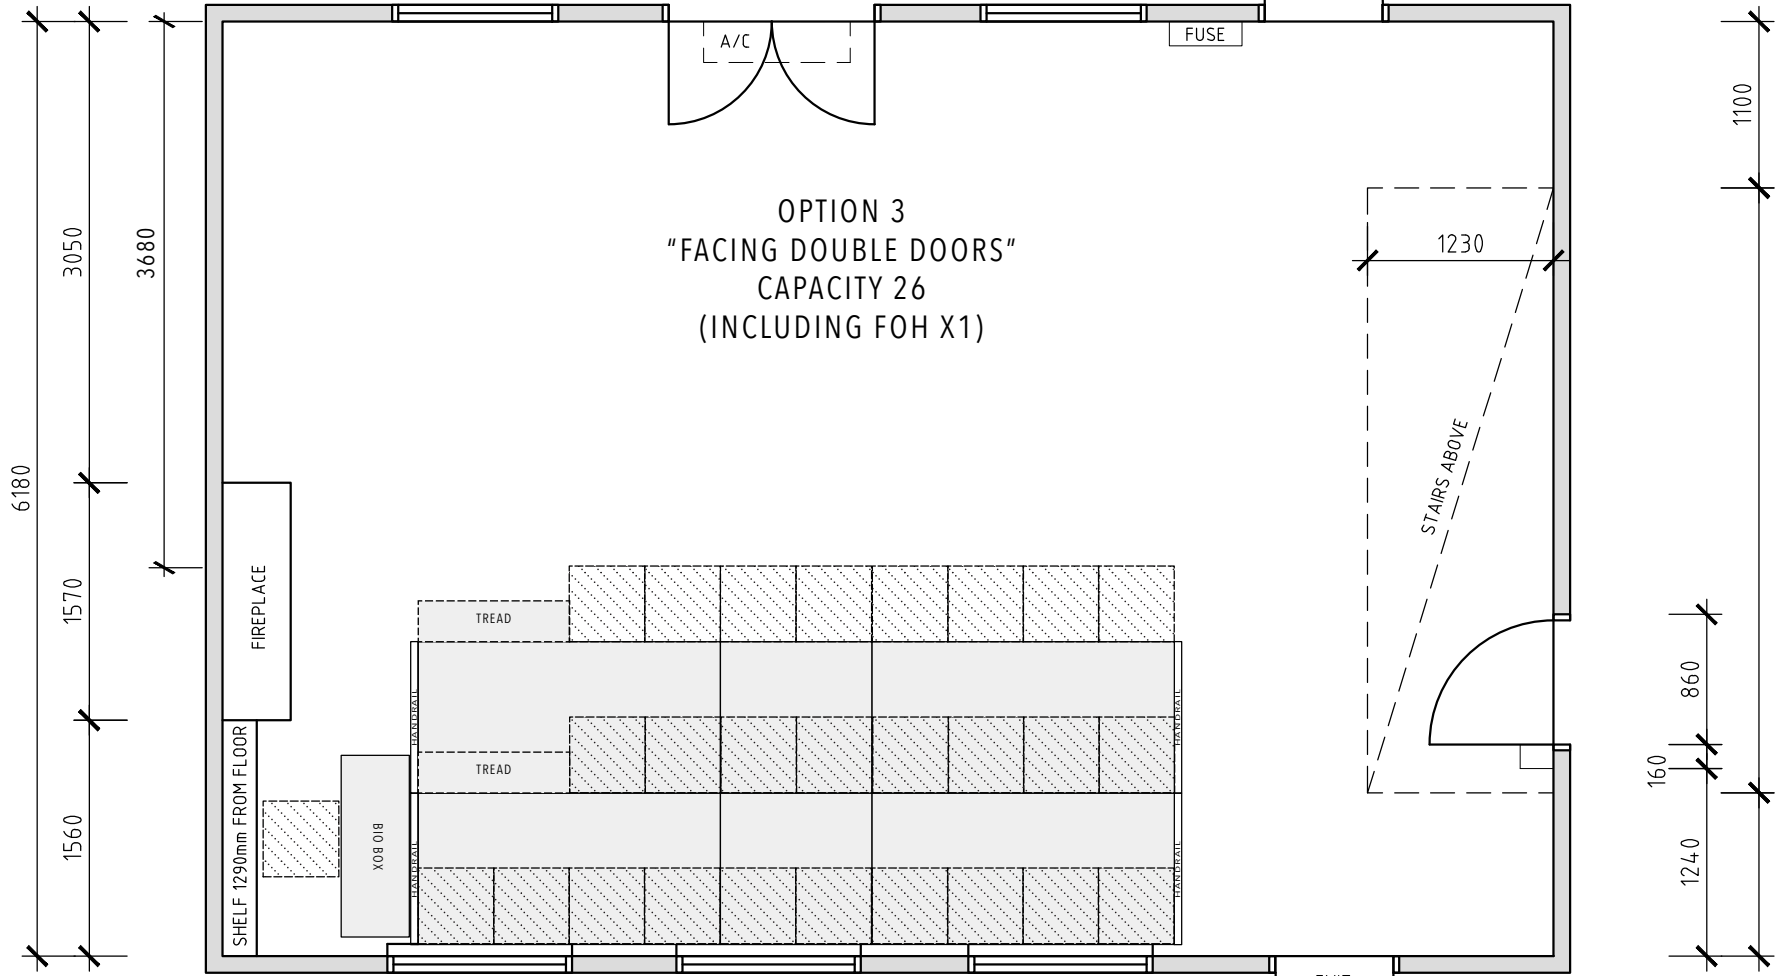 A/C
FUSE
1100
OPTION 3
"FACING DOUBLE DOORS"
CAPACITY 26
(INCLUDING FOH X1)
3050
3680
1230
6180
STAIRS ABOVE
FIREPLACE
1570
TREAD
HANDRAIL
HANDRAIL
860
TREAD
160
SHELF 1290mm FROM FLOOR
1560
BIO BOX
HANDRAIL
HANDRAIL
1240